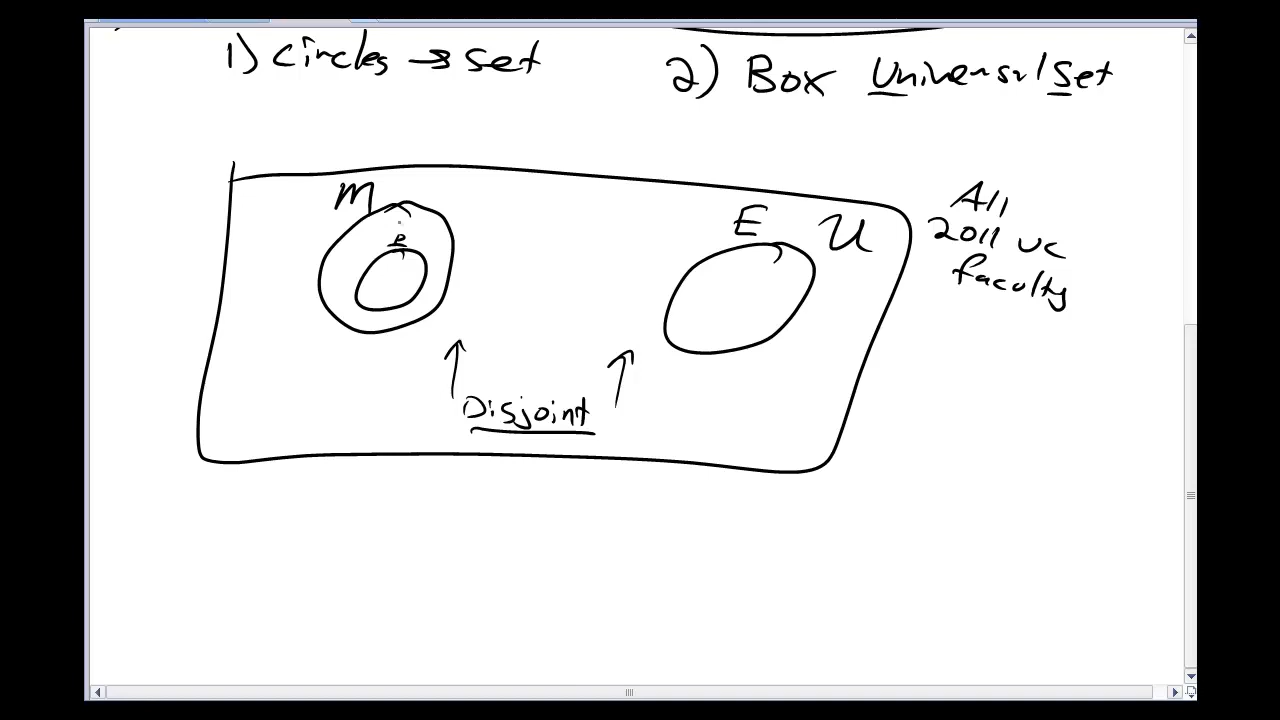 1) Circles → Set
2) Box Universal Set
M
E
U
All
2011 UC
faculty
P
Disjoint